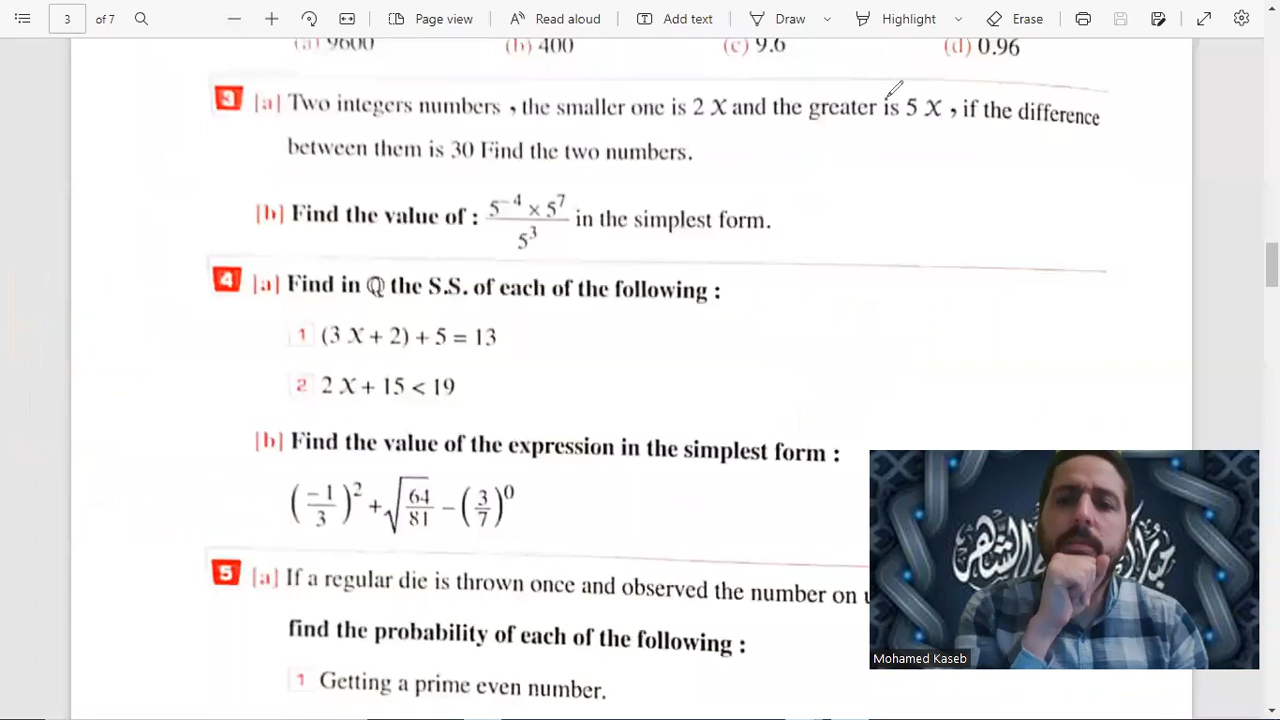 3 of 7 Page view Read aloud Add text Draw Highlight Erase
(a) 9600 (b) 400 (c) 9.6 (d) 0.96
3 [a] Two integers numbers , the smaller one is 2 X and the greater is 5 X , if the difference
between them is 30 Find the two numbers.
[b] Find the value of : 5⁻⁴ × 5⁷ / 5³ in the simplest form.
4 [a] Find in ℚ the S.S. of each of the following :
1 (3 X + 2) + 5 = 13
2 2 X + 15 < 19
[b] Find the value of the expression in the simplest form :
(−1/3)² + √(64/81) − (3/7)⁰
5 [a] If a regular die is thrown once and observed the number on
find the probability of each of the following :
1 Getting a prime even number.
Mohamed Kaseb